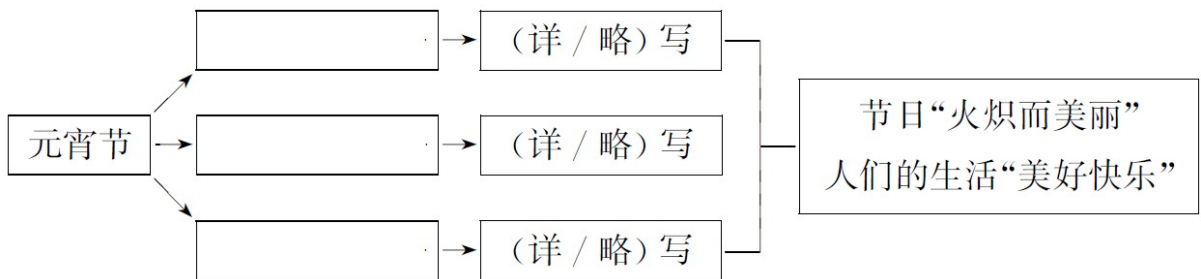 （详 / 略）写
元宵节
（详 / 略）写
（详 / 略）写
节日“火炽而美丽”
人们的生活“美好快乐”